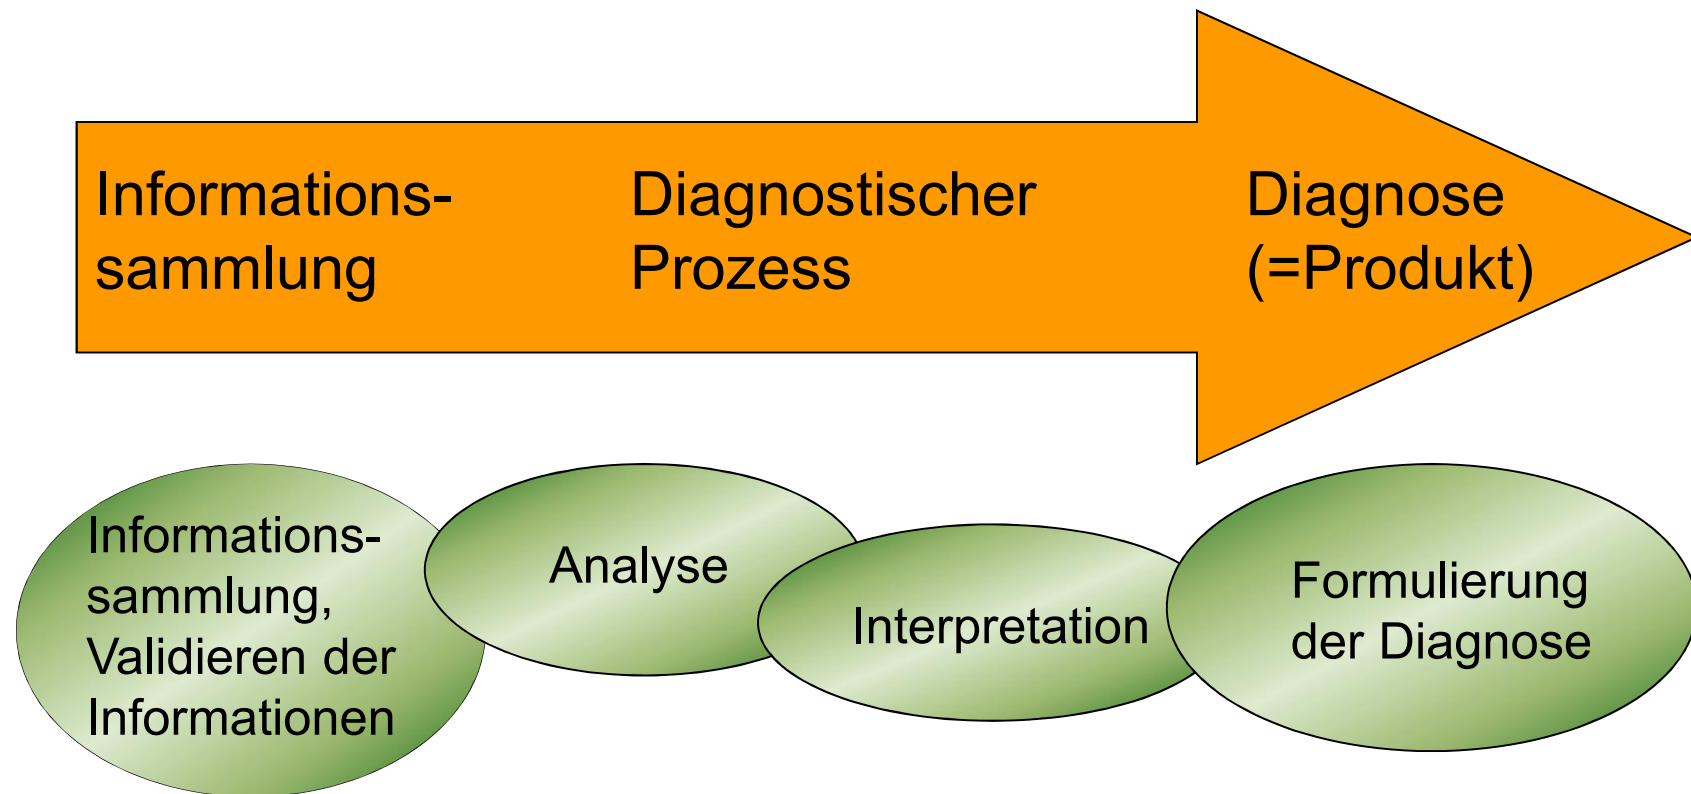 Informations-
sammlung
Diagnostischer
Prozess
Diagnose
(=Produkt)
Informations-
sammlung,
Validieren der
Informationen
Analyse
Interpretation
Formulierung
der Diagnose